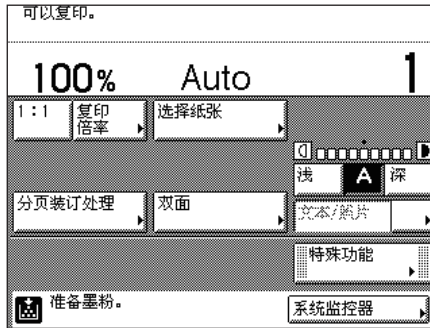 可以复印。
100% Auto 1
1:1 复印
倍率 选择纸张
浅 A 深
分页装订处理 双面 文本/照片
特殊功能
准备墨粉。 系统监控器